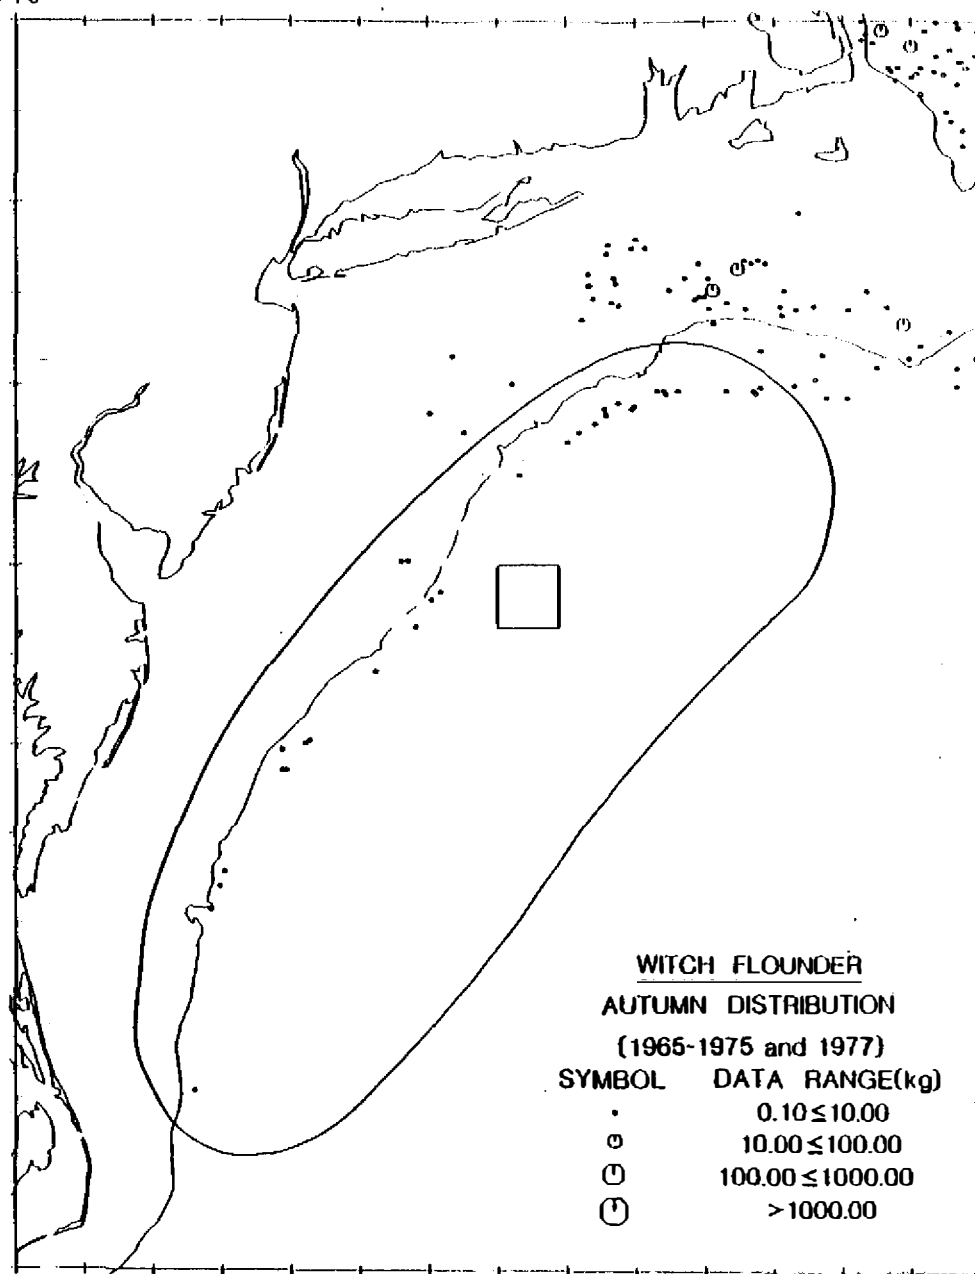 WITCH FLOUNDER
AUTUMN DISTRIBUTION
(1965-1975 and 1977)
SYMBOL DATA RANGE(kg)
0.10≤10.00
10.00≤100.00
100.00≤1000.00
>1000.00